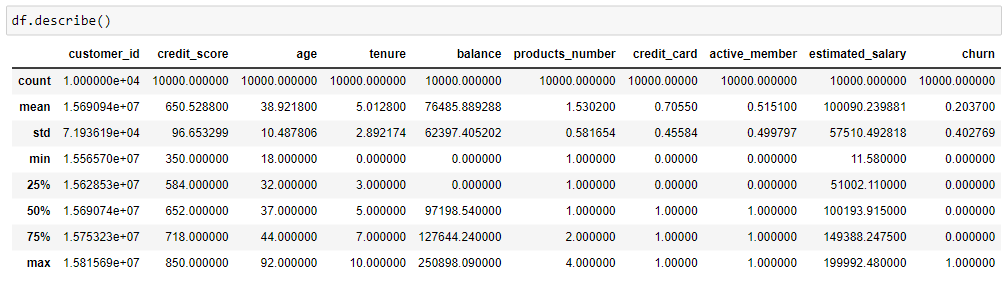 df.describe()
customer_id credit_score age tenure balance products_number credit_card active_member estimated_salary churn
count 1.000000e+04 10000.000000 10000.000000 10000.000000 10000.000000 10000.000000 10000.00000 10000.000000 10000.000000 10000.000000
mean 1.569094e+07 650.528800 38.921800 5.012800 76485.889288 1.530200 0.70550 0.515100 100090.239881 0.203700
std 7.193619e+04 96.653299 10.487806 2.892174 62397.405202 0.581654 0.45584 0.499797 57510.492818 0.402769
min 1.556570e+07 350.000000 18.000000 0.000000 0.000000 1.000000 0.00000 0.000000 11.580000 0.000000
25% 1.562853e+07 584.000000 32.000000 3.000000 0.000000 1.000000 0.00000 0.000000 51002.110000 0.000000
50% 1.569074e+07 652.000000 37.000000 5.000000 97198.540000 1.000000 1.00000 1.000000 100193.915000 0.000000
75% 1.575323e+07 718.000000 44.000000 7.000000 127644.240000 2.000000 1.00000 1.000000 149388.247500 0.000000
max 1.581569e+07 850.000000 92.000000 10.000000 250898.090000 4.000000 1.00000 1.000000 199992.480000 1.000000